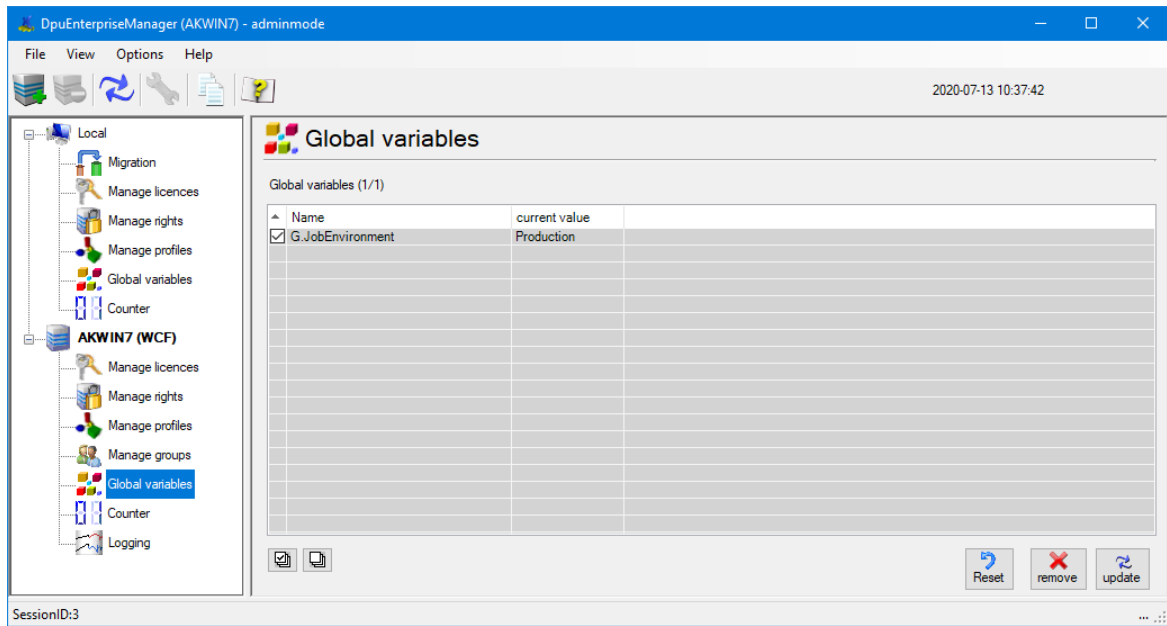 DpuEnterpriseManager (AKWIN7) - adminmode
File View Options Help
2020-07-13 10:37:42
Local
Migration
Manage licences
Manage rights
Manage profiles
Global variables
Counter
AKWIN7 (WCF)
Manage licences
Manage rights
Manage profiles
Manage groups
Global variables
Counter
Logging
Global variables
Global variables (1/1)
Name current value
G.JobEnvironment Production
Reset remove update
SessionID:3 ...